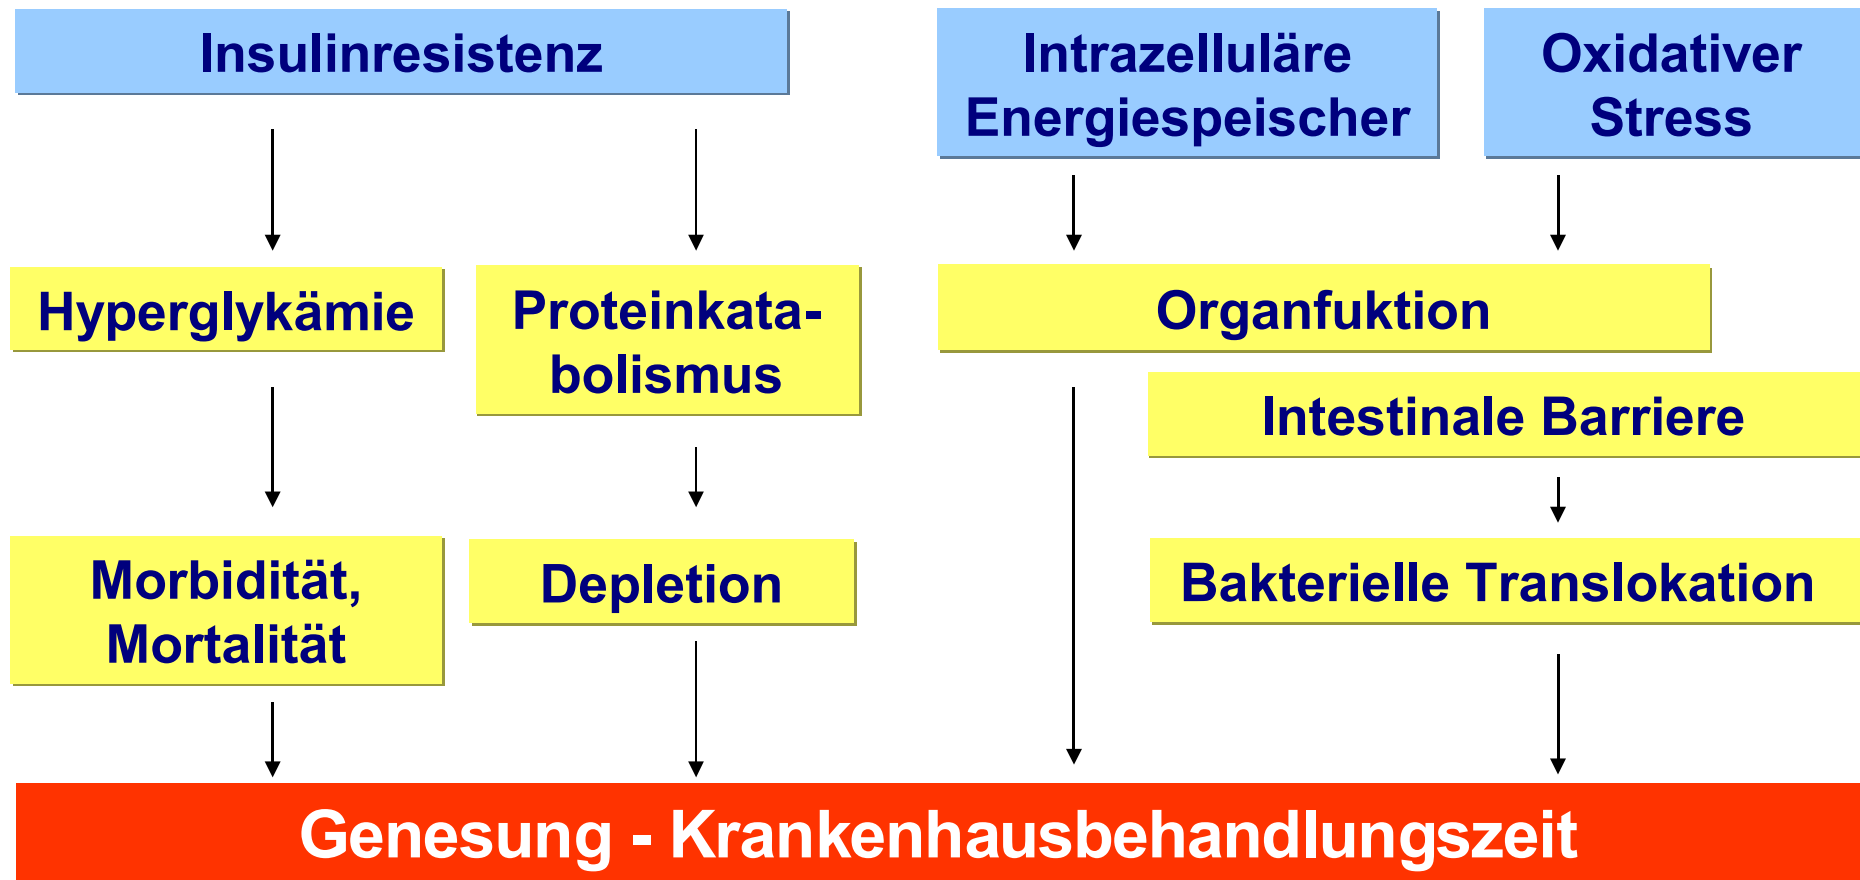 Insulinresistenz
Intrazelluläre
Energiespeischer
Oxidativer
Stress
Hyperglykämie
Proteinkata-
bolismus
Organfuktion
Intestinale Barriere
Morbidität,
Mortalität
Depletion
Bakterielle Translokation
Genesung - Krankenhausbehandlungszeit